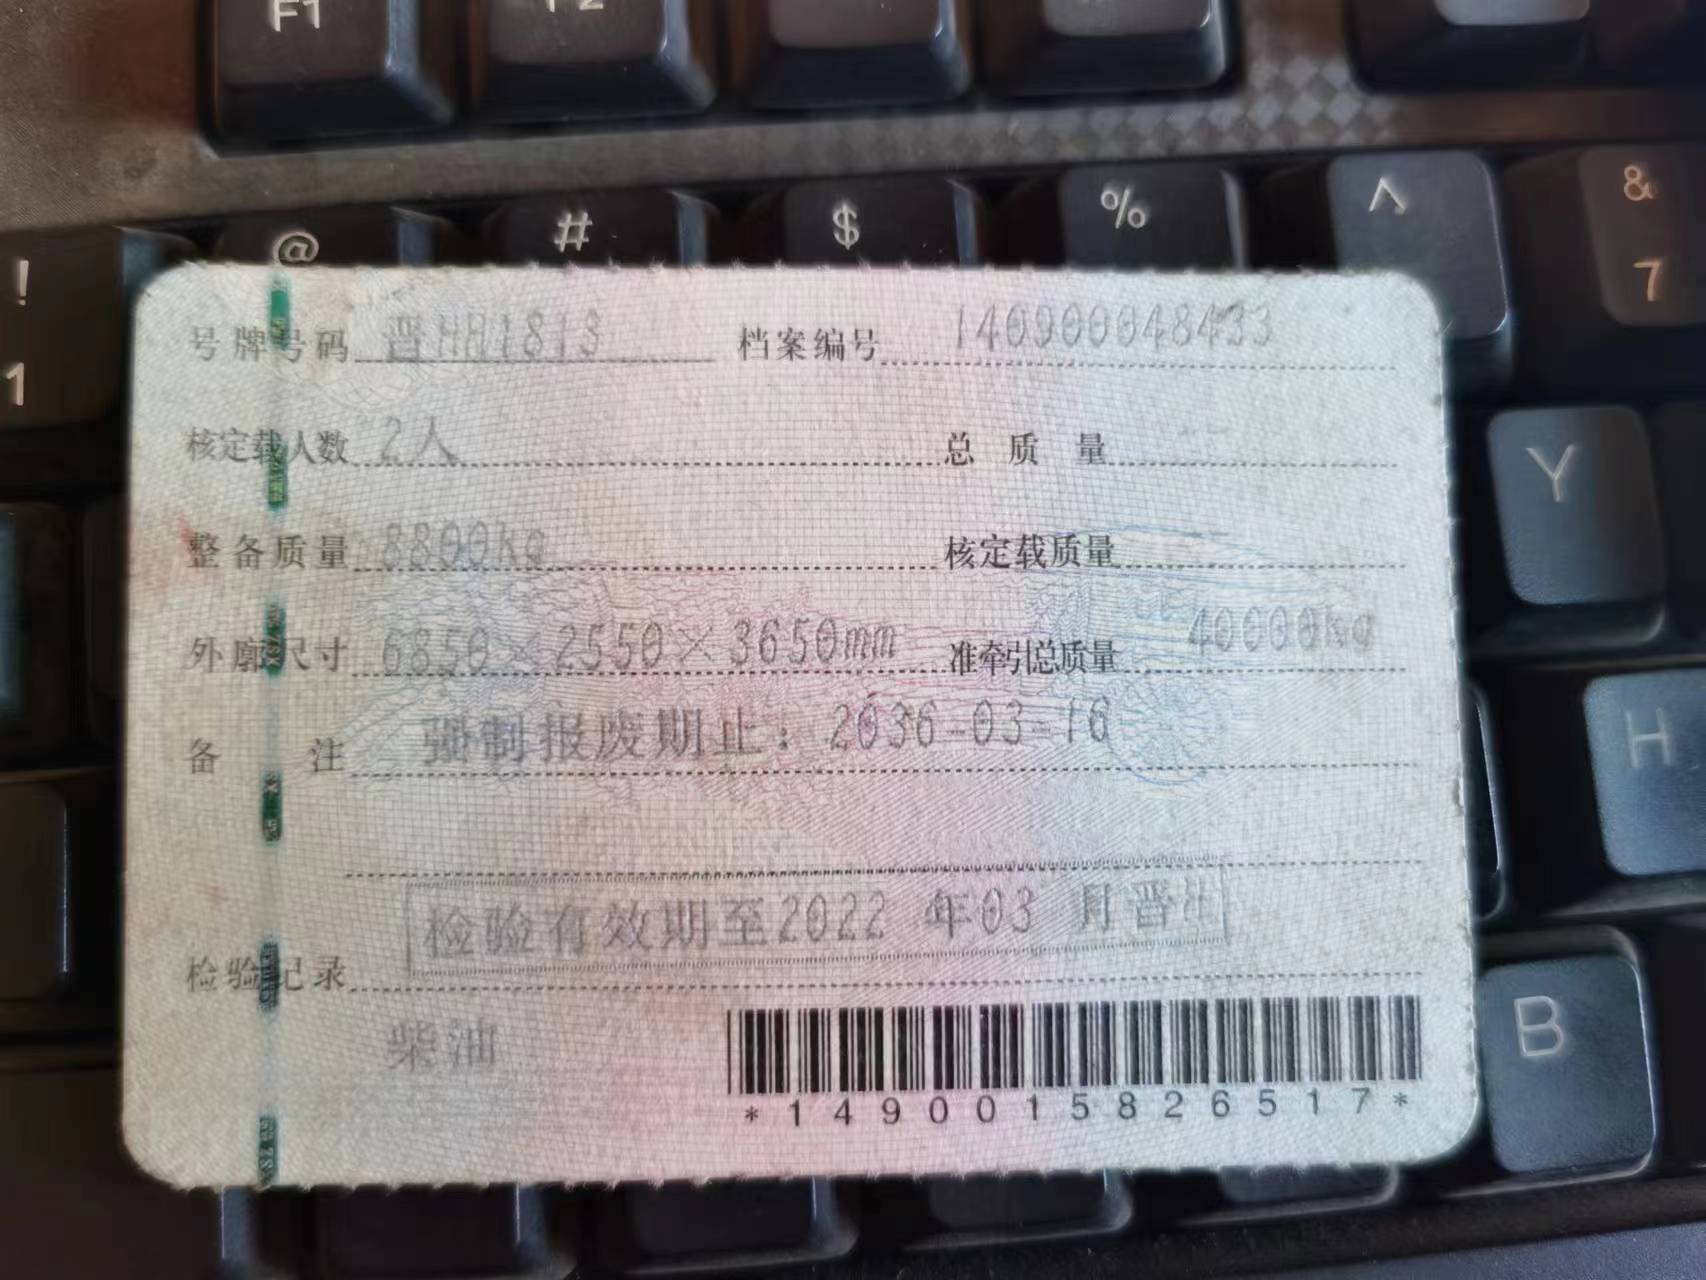 F1
! @ # $ % ^ &
7
1
号牌号码 晋HH1813 档案编号 140900048433
核定载人数 2人 总质量 --
整备质量 8800kg 核定载质量 --
外廓尺寸 6850×2550×3650mm 准牵引总质量 40000kg
备注 强制报废期止：2036-03-16
检验记录 检验有效期至2022 年03 月晋H
柴油
*1490015826517*
Y
H
B